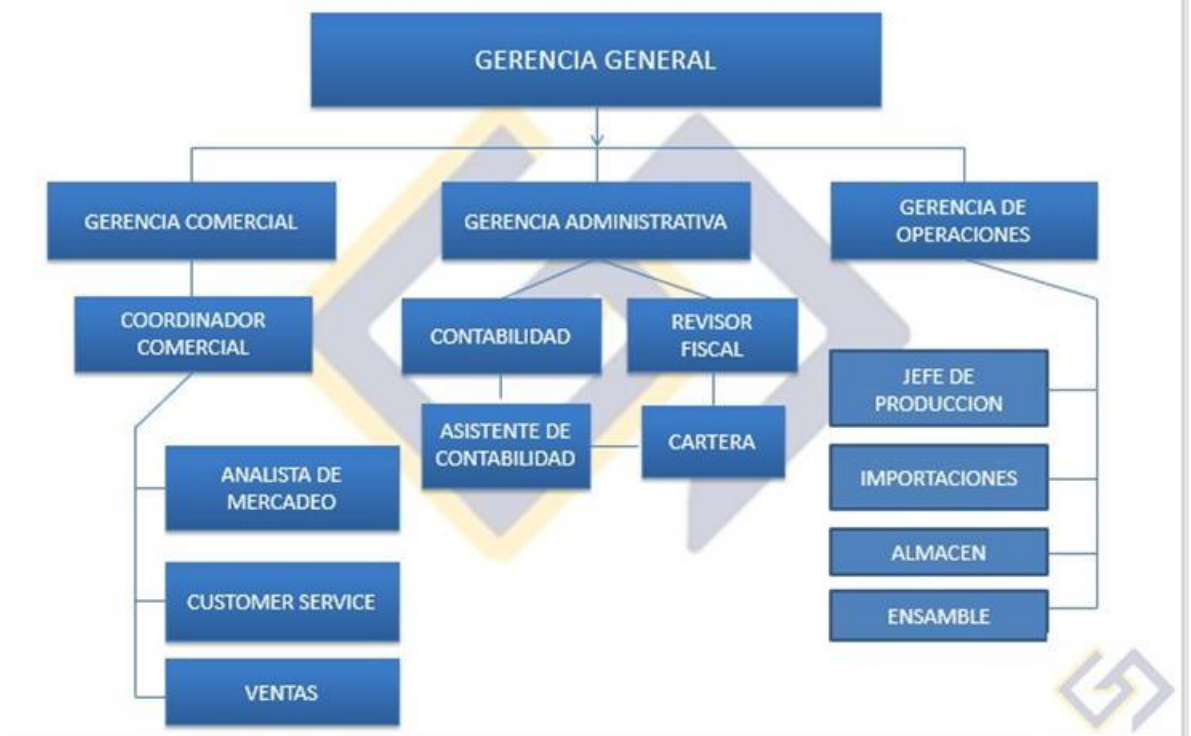 GERENCIA GENERAL
GERENCIA COMERCIAL
GERENCIA ADMINISTRATIVA
GERENCIA DE
OPERACIONES
COORDINADOR
COMERCIAL
CONTABILIDAD
REVISOR
FISCAL
ASISTENTE DE
CONTABILIDAD
CARTERA
ANALISTA DE
MERCADEO
CUSTOMER SERVICE
VENTAS
JEFE DE
PRODUCCION
IMPORTACIONES
ALMACEN
ENSAMBLE